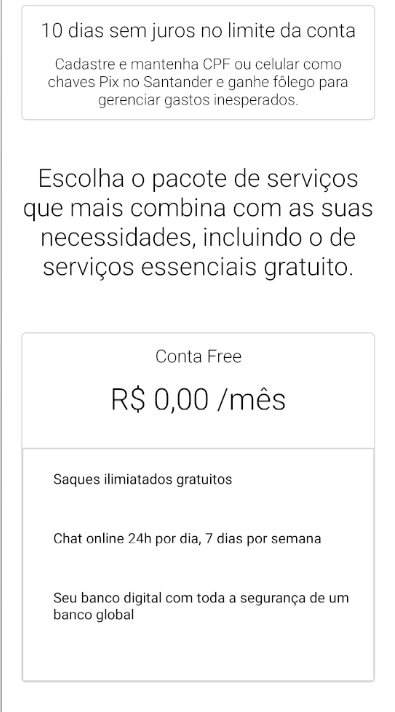 10 dias sem juros no limite da conta
Cadastre e mantenha CPF ou celular como
chaves Pix no Santander e ganhe fôlego para
gerenciar gastos inesperados.
Escolha o pacote de serviços
que mais combina com as suas
necessidades, incluindo o de
serviços essenciais gratuito.
Conta Free
R$ 0,00 /mês
Saques ilimiatados gratuitos
Chat online 24h por dia, 7 dias por semana
Seu banco digital com toda a segurança de um
banco global